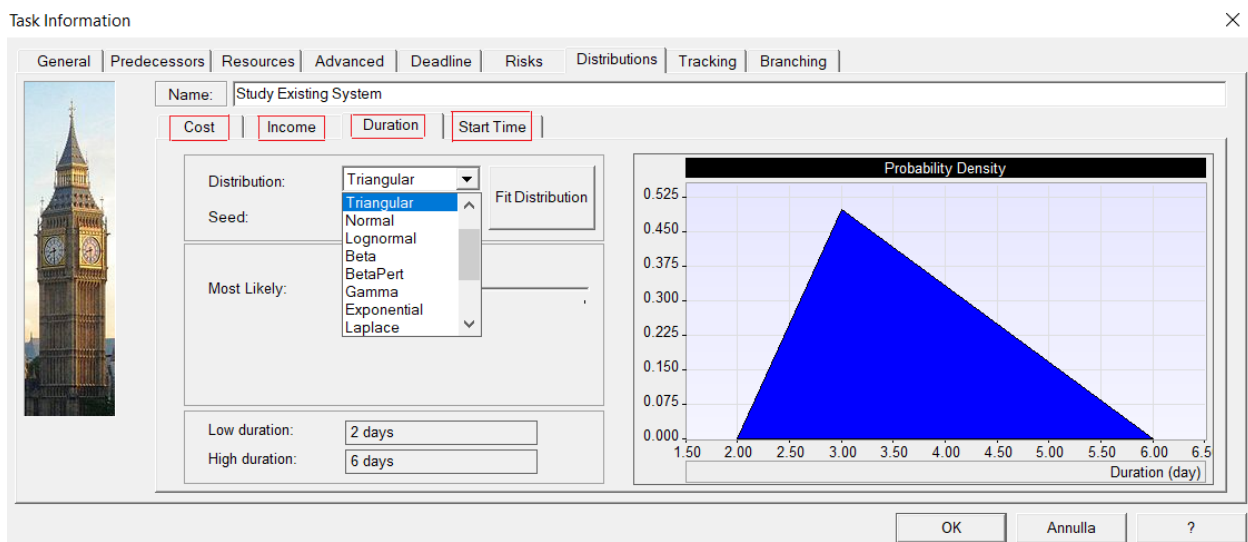 Task Information
General Predecessors Resources Advanced Deadline Risks Distributions Tracking Branching
Name: Study Existing System
Cost Income Duration Start Time
Distribution: Triangular Fit Distribution
Seed:
Triangular
Normal
Lognormal
Beta
BetaPert
Gamma
Exponential
Laplace
Most Likely:
Low duration: 2 days
High duration: 6 days
Probability Density
0.525
0.450
0.375
0.300
0.225
0.150
0.075
0.000
1.50 2.00 2.50 3.00 3.50 4.00 4.50 5.00 5.50 6.00 6.5
Duration (day)
OK Annulla ?